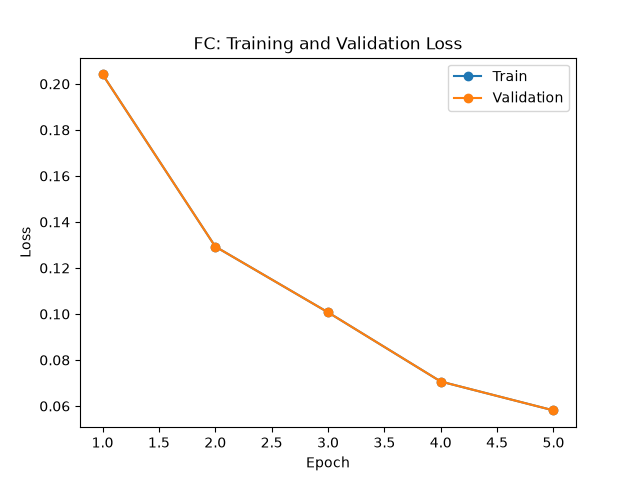 FC: Training and Validation Loss
Train
Validation
0.20
0.18
0.16
0.14
0.12
0.10
0.08
0.06
Loss
1.0 1.5 2.0 2.5 3.0 3.5 4.0 4.5 5.0
Epoch